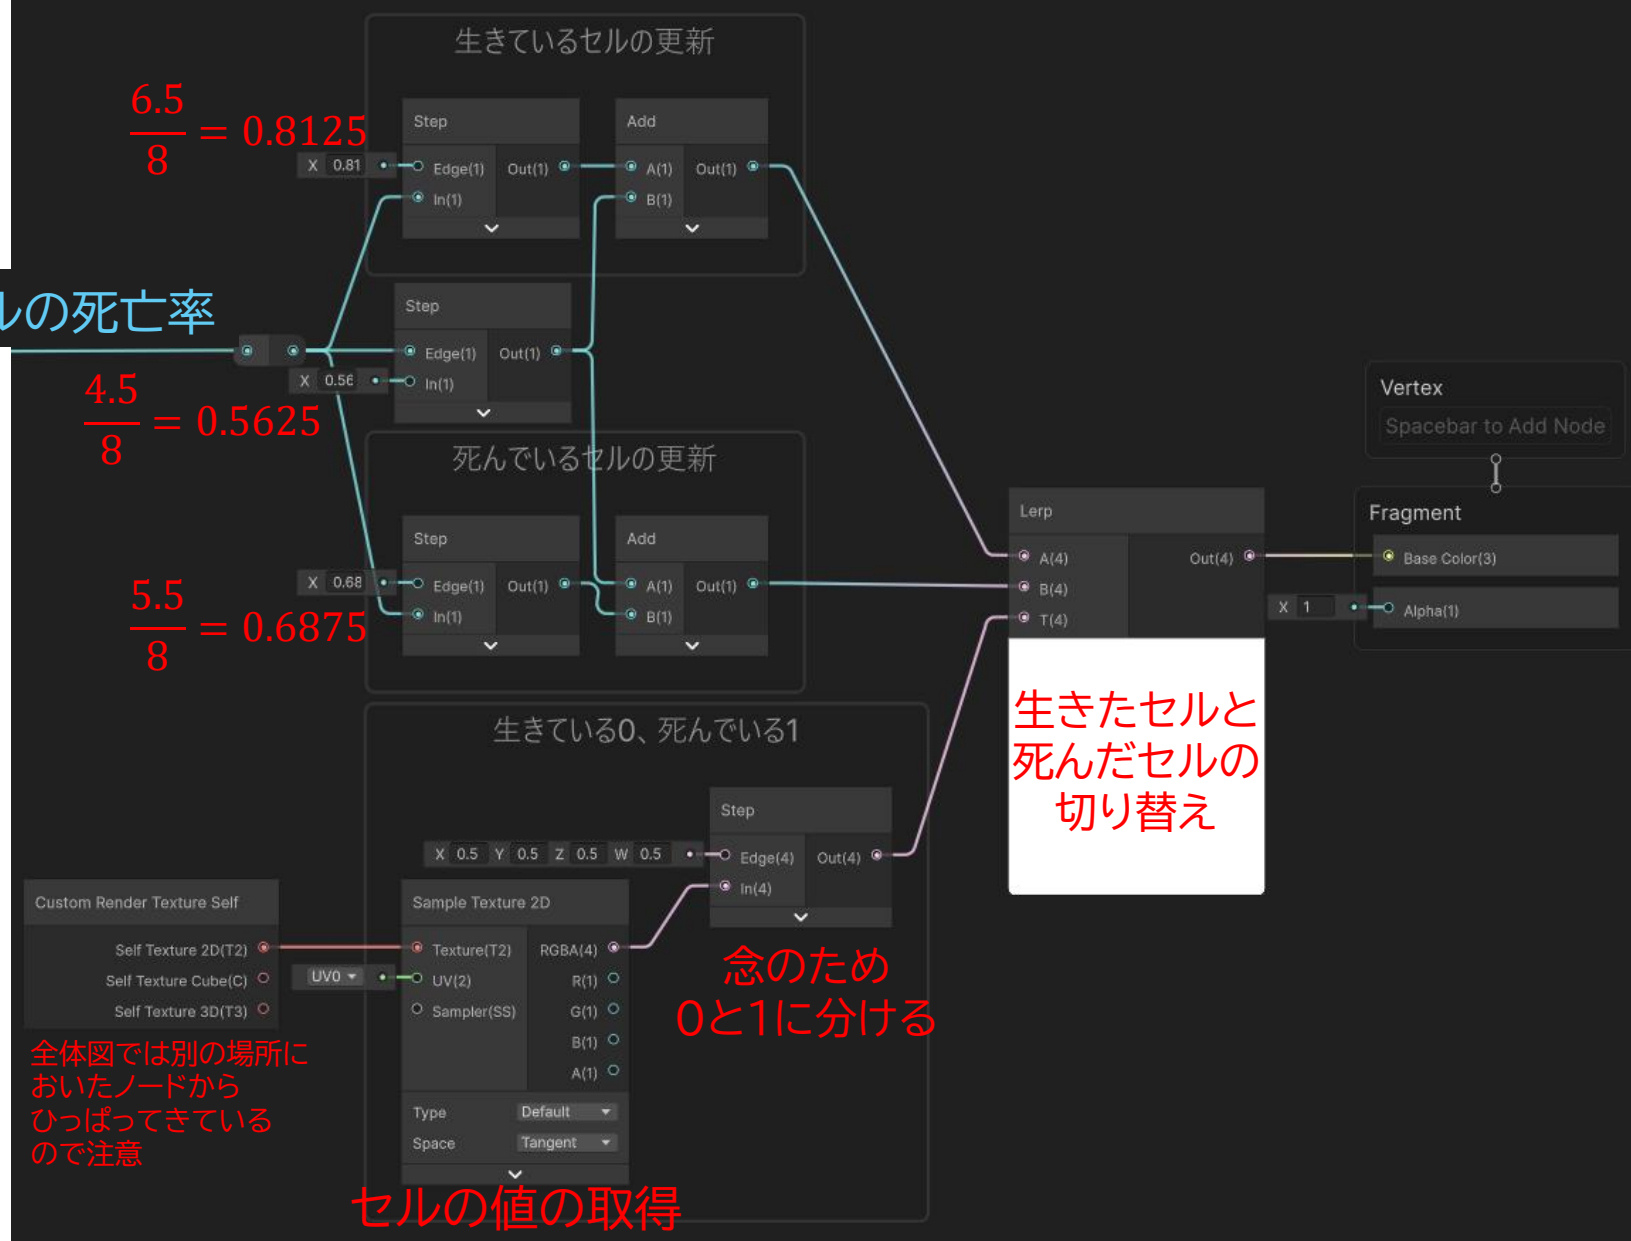 生きているセルの更新
6.5
8
= 0.8125
Step
Add
X 0.81
Edge(1)
Out(1)
A(1)
Out(1)
In(1)
B(1)
ルの死亡率
Step
Edge(1)
Out(1)
X 0.56
In(1)
4.5
8
= 0.5625
死んでいるセルの更新
Step
Add
X 0.68
Edge(1)
Out(1)
A(1)
Out(1)
In(1)
B(1)
5.5
8
= 0.6875
Lerp
A(4)
Out(4)
B(4)
T(4)
生きたセルと
死んだセルの
切り替え
Vertex
Spacebar to Add Node
Fragment
Base Color(3)
X 1
Alpha(1)
生きている0、死んでいる1
Step
X 0.5 Y 0.5 Z 0.5 W 0.5
Edge(4)
Out(4)
In(4)
念のため
0と1に分ける
Custom Render Texture Self
Self Texture 2D(T2)
Self Texture Cube(C)
Self Texture 3D(T3)
全体図では別の場所に
おいたノードから
ひっぱってきている
ので注意
Sample Texture 2D
Texture(T2)
RGBA(4)
UV0
UV(2)
R(1)
Sampler(SS)
G(1)
B(1)
A(1)
Type
Default
Space
Tangent
セルの値の取得